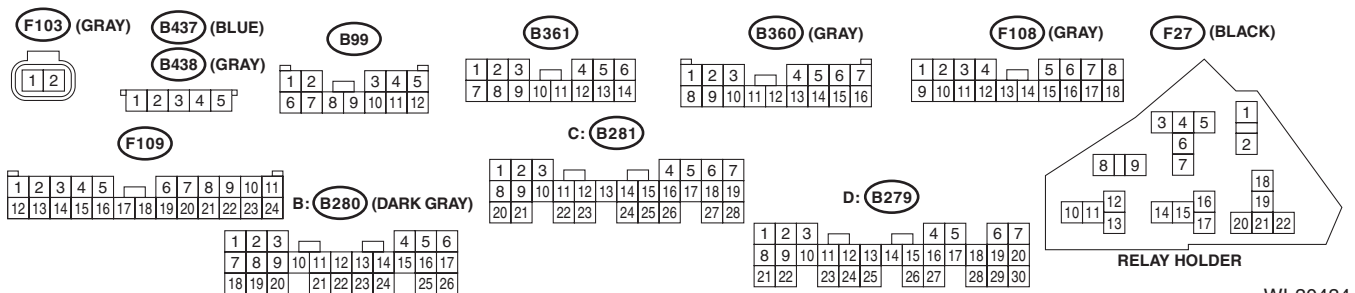 F103 (GRAY)
1 2
B437 (BLUE)
B438 (GRAY)
1 2 3 4 5
B99
1 2 3 4 5
6 7 8 9 10 11 12
B361
1 2 3 4 5 6
7 8 9 10 11 12 13 14
B360 (GRAY)
1 2 3 4 5 6 7
8 9 10 11 12 13 14 15 16
F108 (GRAY)
1 2 3 4 5 6 7 8
9 10 11 12 13 14 15 16 17 18
F27 (BLACK)
1
3 4 5
2
6
7
8 9
18
12
16
19
10 11
14 15
13
17
20 21 22
RELAY HOLDER
F109
1 2 3 4 5 6 7 8 9 10 11
12 13 14 15 16 17 18 19 20 21 22 23 24
B: B280 (DARK GRAY)
1 2 3 4 5 6
7 8 9 10 11 12 13 14 15 16 17
18 19 20 21 22 23 24 25 26
C: B281
1 2 3 4 5 6 7
8 9 10 11 12 13 14 15 16 17 18 19
20 21 22 23 24 25 26 27 28
D: B279
1 2 3 4 5 6 7
8 9 10 11 12 13 14 15 16 17 18 19 20
21 22 23 24 25 26 27 28 29 30